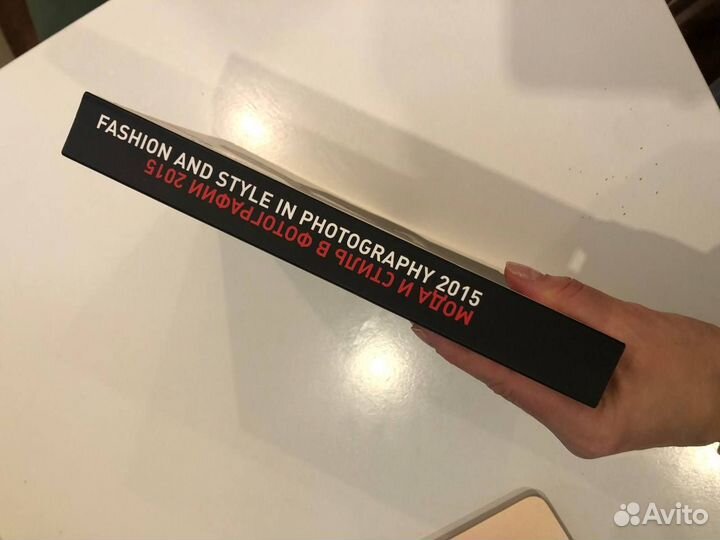 FASHION AND STYLE IN PHOTOGRAPHY 2015
МОДА И СТИЛЬ В ФОТОГРАФИИ 2015
Avito